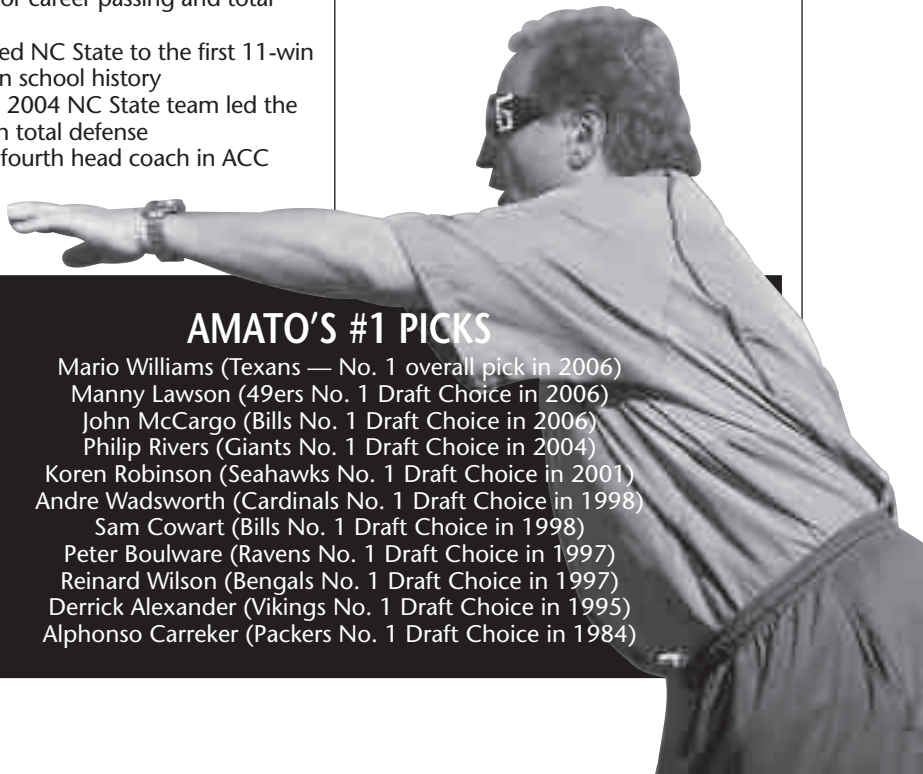 or career passing and total
ed NC State to the first 11-win
n school history
2004 NC State team led the
n total defense
fourth head coach in ACC
AMATO'S #1 PICKS
Mario Williams (Texans — No. 1 overall pick in 2006)
Manny Lawson (49ers No. 1 Draft Choice in 2006)
John McCargo (Bills No. 1 Draft Choice in 2006)
Philip Rivers (Giants No. 1 Draft Choice in 2004)
Koren Robinson (Seahawks No. 1 Draft Choice in 2001)
Andre Wadsworth (Cardinals No. 1 Draft Choice in 1998)
Sam Cowart (Bills No. 1 Draft Choice in 1998)
Peter Boulware (Ravens No. 1 Draft Choice in 1997)
Reinard Wilson (Bengals No. 1 Draft Choice in 1997)
Derrick Alexander (Vikings No. 1 Draft Choice in 1995)
Alphonso Carreker (Packers No. 1 Draft Choice in 1984)